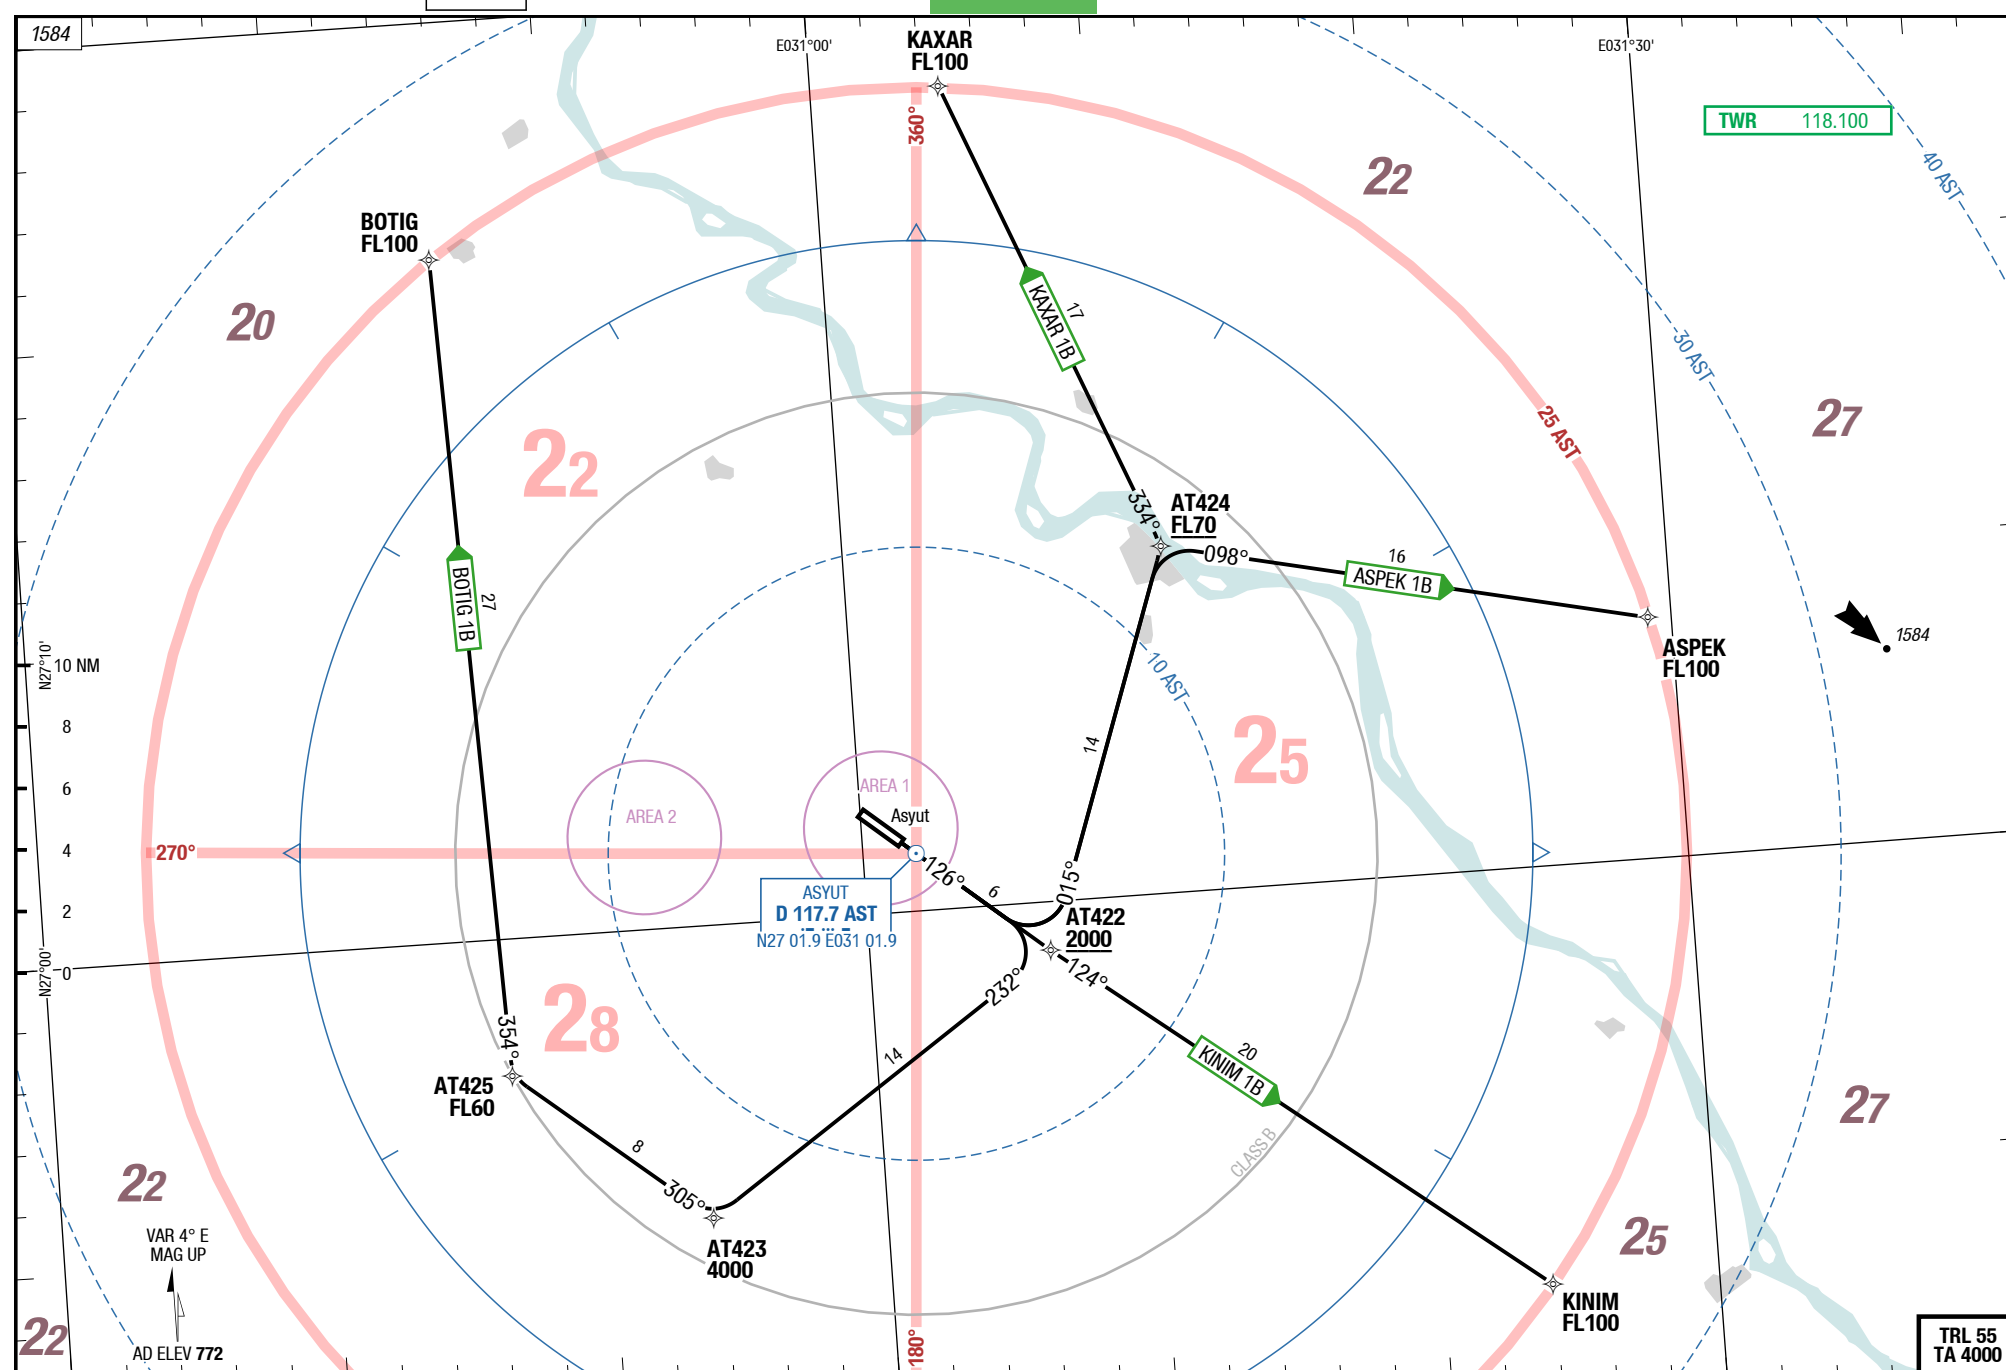 1584
E031°00'
KAXAR
FL100
E031°30'
TWR 118.100
360°
22
40 AST
BOTIG
FL100
20
KAXAR 1B
17
30 AST
27
25 AST
22
334°
AT424
FL70
098°
16
ASPEK 1B
BOTIG 1B
27
1584
ASPEK
FL100
N27°10'
10 NM
8
6
4
2
0
N27°00'
10 AST
14
25
AREA 1
AREA 2
Asyut
270°
126°
6
015°
ASYUT
D 117.7 AST
N27 01.9 E031 01.9
AT422
2000
124°
232°
28
354°
14
20
KINIM 1B
AT425
FL60
8
305°
CLASS B
27
22
AT423
4000
25
VAR 4° E
MAG UP
KINIM
FL100
22
AD ELEV 772
180°
TRL 55
TA 4000